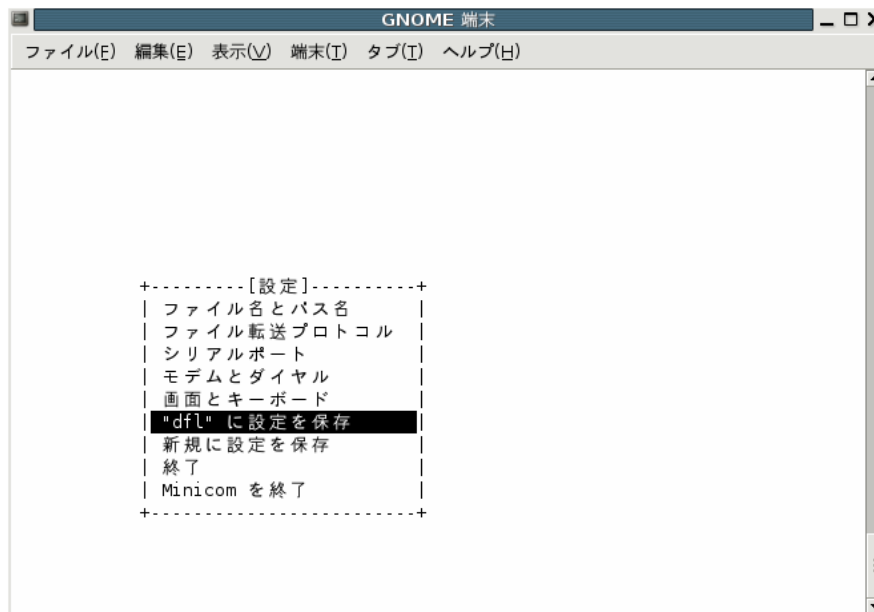 GNOME 端末
ファイル(F) 編集(E) 表示(V) 端末(T) タブ(T) ヘルプ(H)
+---------[設定]----------+
| ファイル名とパス名 |
| ファイル転送プロトコル |
| シリアルポート |
| モデムとダイヤル |
| 画面とキーボード |
| "dfl" に設定を保存 |
| 新規に設定を保存 |
| 終了 |
| Minicom を終了 |
+-------------------------+